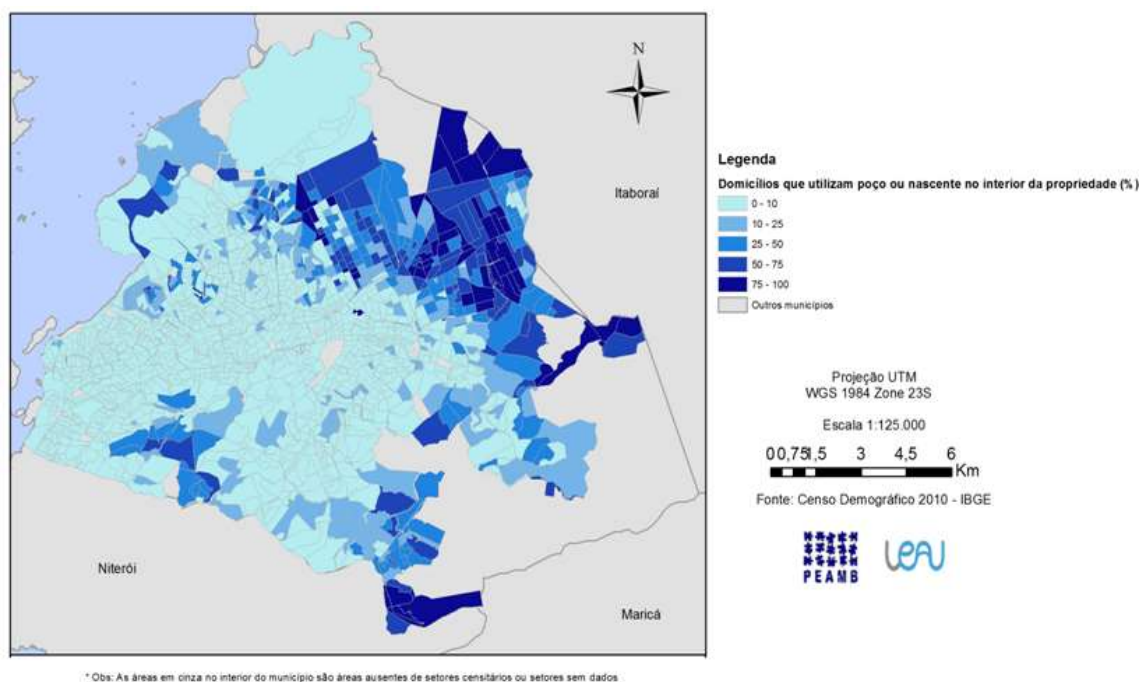 N
Itaboraí
Niterói
Maricá
Legenda
Domicílios que utilizam poço ou nascente no interior da propriedade (%)
0 - 10
10 - 25
25 - 50
50 - 75
75 - 100
Outros municípios
Projeção UTM
WGS 1984 Zone 23S
Escala 1:125.000
0 0,75 1,5 3 4,5 6
Km
Fonte: Censo Demográfico 2010 - IBGE
PEAMB
* Obs: As áreas em cinza no interior do município são áreas ausentes de setores censitários ou setores sem dados